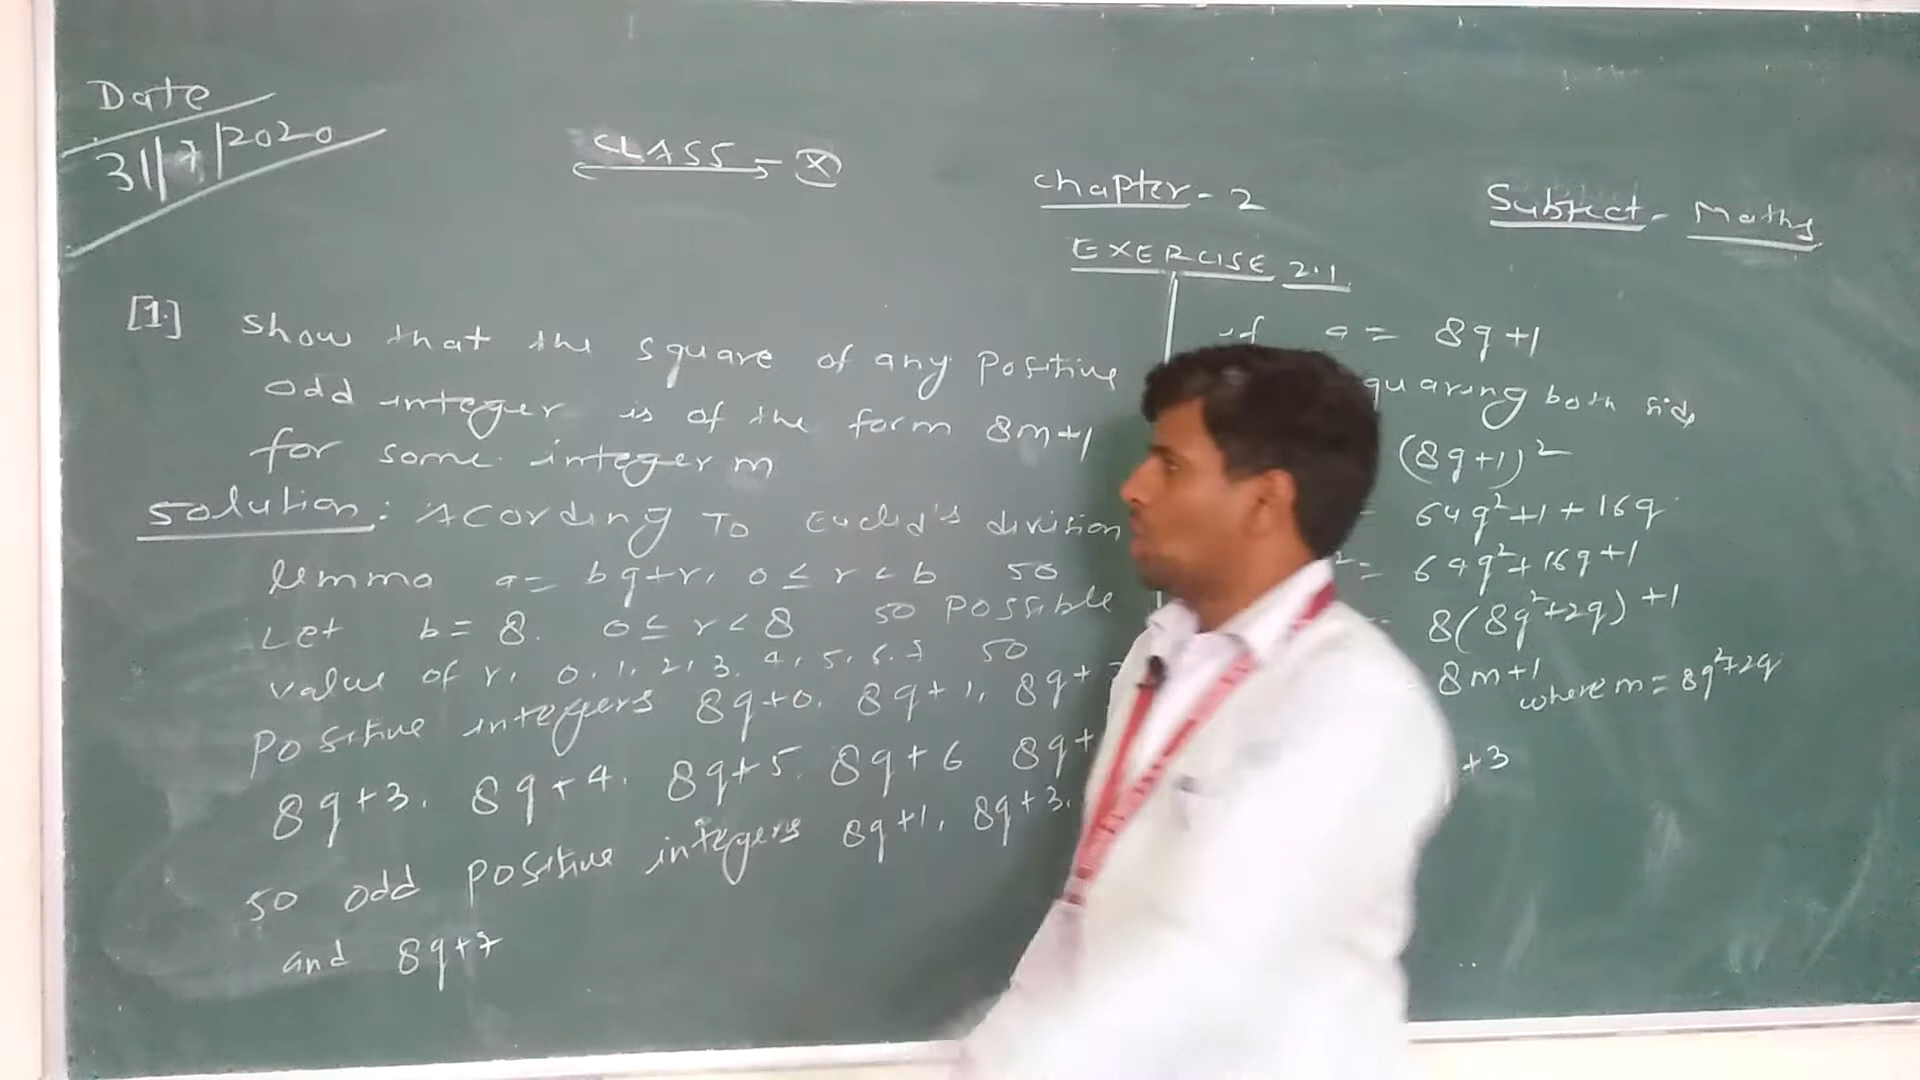 Date
31/7/2020
CLASS - X
Chapter - 2
Subject - Maths
EXERCISE 2.1
[1.] Show that the square of any positive
odd integer is of the form 8m+1
for some integer m
Solution: Acording To Euclid's division
lemma a= bq+r, 0 ≤ r < b so
Let b= 8. 0 ≤ r < 8 so possible
value of r, 0, 1, 2, 3, 4, 5, 6, 7 so
Positive integers 8q+0, 8q+1, 8q+
8q+3, 8q+4, 8q+5, 8q+6 8q+
so odd positive integers 8q+1, 8q+3,
and 8q+7
if a = 8q+1
quaring both side
(8q+1)²
= 64q²+1+16q
²= 64q²+16q+1
= 8(8q²+2q)+1
8m+1
where m = 8q²+2q
+3